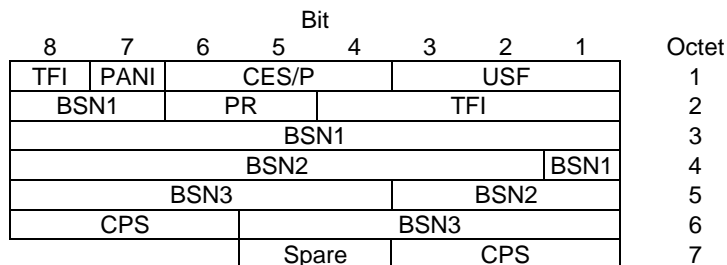 Bit
8 7 6 5 4 3 2 1 Octet
TFI PANI CES/P USF 1
BSN1 PR TFI 2
BSN1 3
BSN2 BSN1 4
BSN3 BSN2 5
CPS BSN3 6
Spare CPS 7